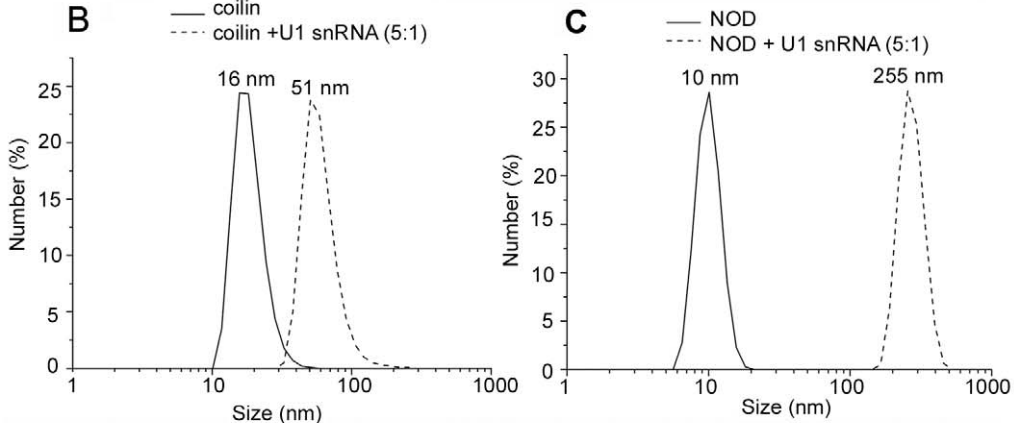 B
coilin
coilin +U1 snRNA (5:1)
16 nm
51 nm
Number (%)
25
20
15
10
5
0
1
10
100
1000
Size (nm)
C
NOD
NOD + U1 snRNA (5:1)
10 nm
255 nm
Number (%)
30
25
20
15
10
5
0
1
10
100
1000
Size (nm)